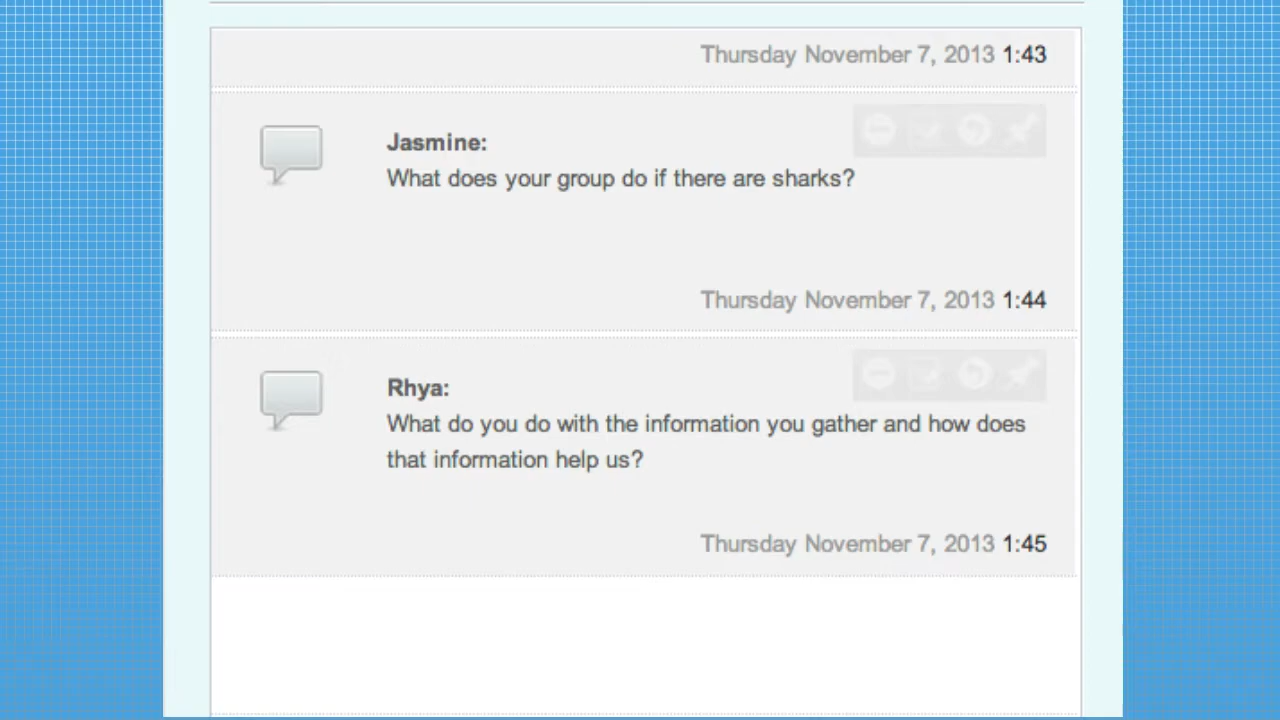 Thursday November 7, 2013 1:43
Jasmine:
What does your group do if there are sharks?
Thursday November 7, 2013 1:44
Rhya:
What do you do with the information you gather and how does
that information help us?
Thursday November 7, 2013 1:45